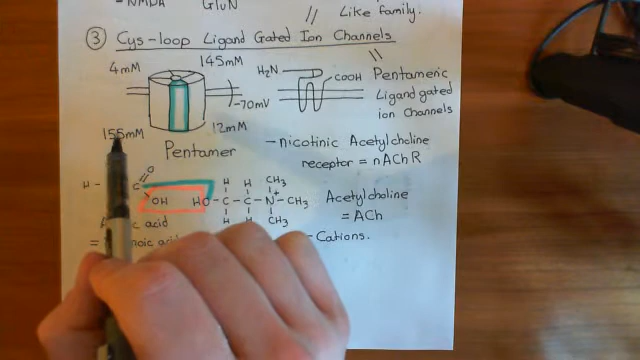 - NMDA GluN // Like family.
③ Cys-loop Ligand Gated Ion Channels
4mM 145mM H₂N COOH Pentameric
-70mV Ligand gated
155mM 12mM ion Channels
Pentamer - nicotinic Acetylcholine
receptor = nAChR
O H H CH₃
H - C OH HO - C - C - N⁺ - CH₃ Acetylcholine
H H CH₃ = ACh
acid - Cations.
=